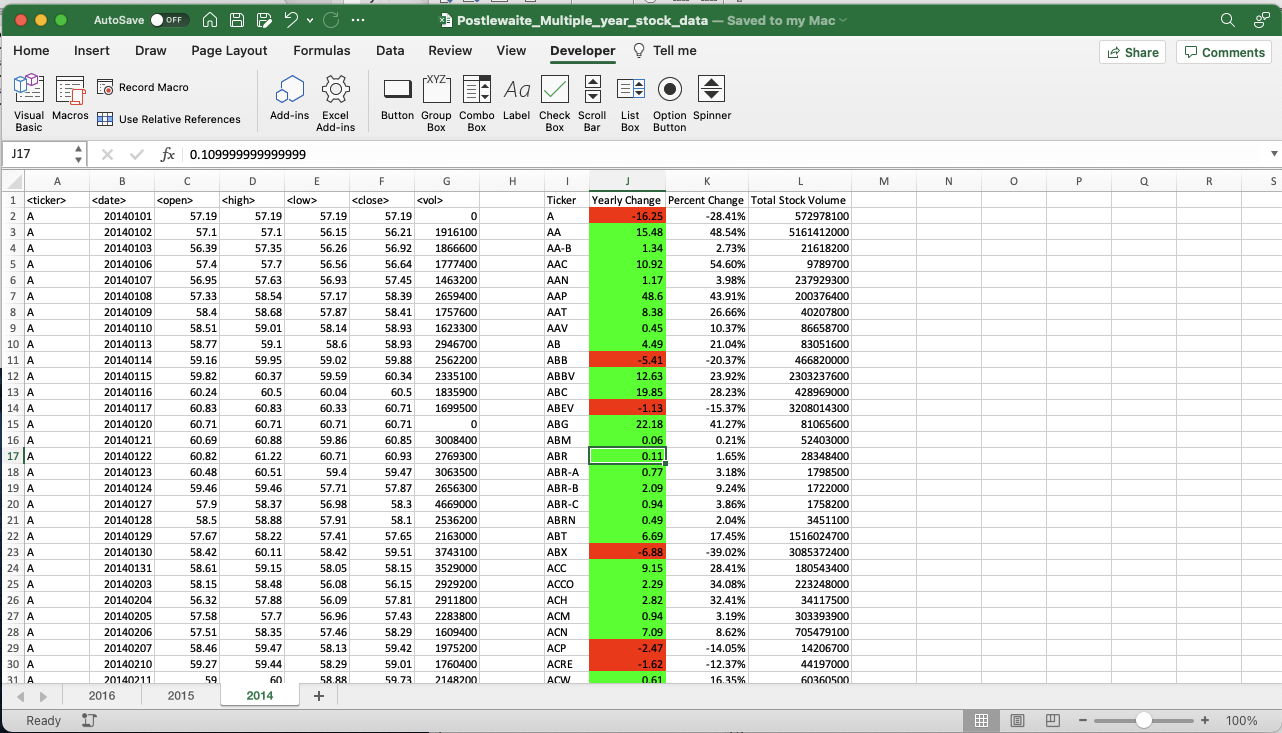 AutoSave OFF Postlewaite_Multiple_year_stock_data — Saved to my Mac
Home Insert Draw Page Layout Formulas Data Review View Developer Tell me Share Comments
Visual Basic Macros Record Macro Use Relative References Add-ins Excel Add-ins XYZ Aa Button Group Box Combo Box Label Check Box Scroll Bar List Box Option Button Spinner
J17 fx 0.109999999999999
A B C D E F G H I J K L M N O P Q R S
1 <ticker> <date> <open> <high> <low> <close> <vol> Ticker Yearly Change Percent Change Total Stock Volume
2 A 20140101 57.19 57.19 57.19 57.19 0 A -16.25 -28.41% 572978100
3 A 20140102 57.1 57.1 56.15 56.21 1916100 AA 15.48 48.54% 5161412000
4 A 20140103 56.39 57.35 56.26 56.92 1866600 AA-B 1.34 2.73% 21618200
5 A 20140106 57.4 57.7 56.56 56.64 1777400 AAC 10.92 54.60% 9789700
6 A 20140107 56.95 57.63 56.93 57.45 1463200 AAN 1.17 3.98% 237929300
7 A 20140108 57.33 58.54 57.17 58.39 2659400 AAP 48.6 43.91% 200376400
8 A 20140109 58.4 58.68 57.87 58.41 1757600 AAT 8.38 26.66% 40207800
9 A 20140110 58.51 59.01 58.14 58.93 1623300 AAV 0.45 10.37% 86658700
10 A 20140113 58.77 59.1 58.6 58.93 2946700 AB 4.49 21.04% 83051600
11 A 20140114 59.16 59.95 59.02 59.88 2562200 ABB -5.41 -20.37% 466820000
12 A 20140115 59.82 60.37 59.59 60.34 2335100 ABBV 12.63 23.92% 2303237600
13 A 20140116 60.24 60.5 60.04 60.5 1835900 ABC 19.85 28.23% 428969000
14 A 20140117 60.83 60.83 60.33 60.71 1699500 ABEV -1.13 -15.37% 3208014300
15 A 20140120 60.71 60.71 60.71 60.71 0 ABG 22.18 41.27% 81065600
16 A 20140121 60.69 60.88 59.86 60.85 3008400 ABM 0.06 0.21% 52403000
17 A 20140122 60.82 61.22 60.71 60.93 2769300 ABR 0.11 1.65% 28348400
18 A 20140123 60.48 60.51 59.4 59.47 3063500 ABR-A 0.77 3.18% 1798500
19 A 20140124 59.46 59.46 57.71 57.87 2656300 ABR-B 2.09 9.24% 1722000
20 A 20140127 57.9 58.37 56.98 58.3 4669000 ABR-C 0.94 3.86% 1758200
21 A 20140128 58.5 58.88 57.91 58.1 2536200 ABRN 0.49 2.04% 3451100
22 A 20140129 57.67 58.22 57.41 57.65 2163000 ABT 6.69 17.45% 1516024700
23 A 20140130 58.42 60.11 58.42 59.51 3743100 ABX -6.88 -39.02% 3085372400
24 A 20140131 58.61 59.15 58.05 58.15 3529000 ACC 9.15 28.41% 180543400
25 A 20140203 58.15 58.48 56.08 56.15 2929200 ACCO 2.29 34.08% 223248000
26 A 20140204 56.32 57.88 56.09 57.81 2911800 ACH 2.82 32.41% 34117500
27 A 20140205 57.58 57.7 56.96 57.43 2283800 ACM 0.94 3.19% 303393900
28 A 20140206 57.51 58.35 57.46 58.29 1609400 ACN 7.09 8.62% 705479100
29 A 20140207 58.46 59.47 58.13 59.42 1975200 ACP -2.47 -14.05% 14206700
30 A 20140210 59.27 59.44 58.29 59.01 1760400 ACRE -1.62 -12.37% 44197000
31 A 20140211 59 60 58.88 59.73 2148200 ACW 0.61 16.35% 60360500
2016 2015 2014 +
Ready − + 100%